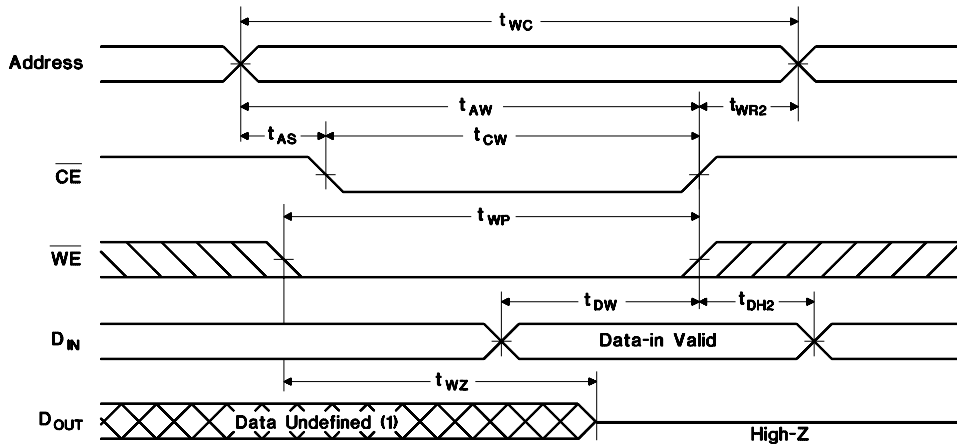 tWC
Address
tAW
tWR2
tAS
tCW
CE
tWP
WE
tDW
tDH2
DIN
Data-in Valid
tWZ
DOUT
Data Undefined (1)
High-Z